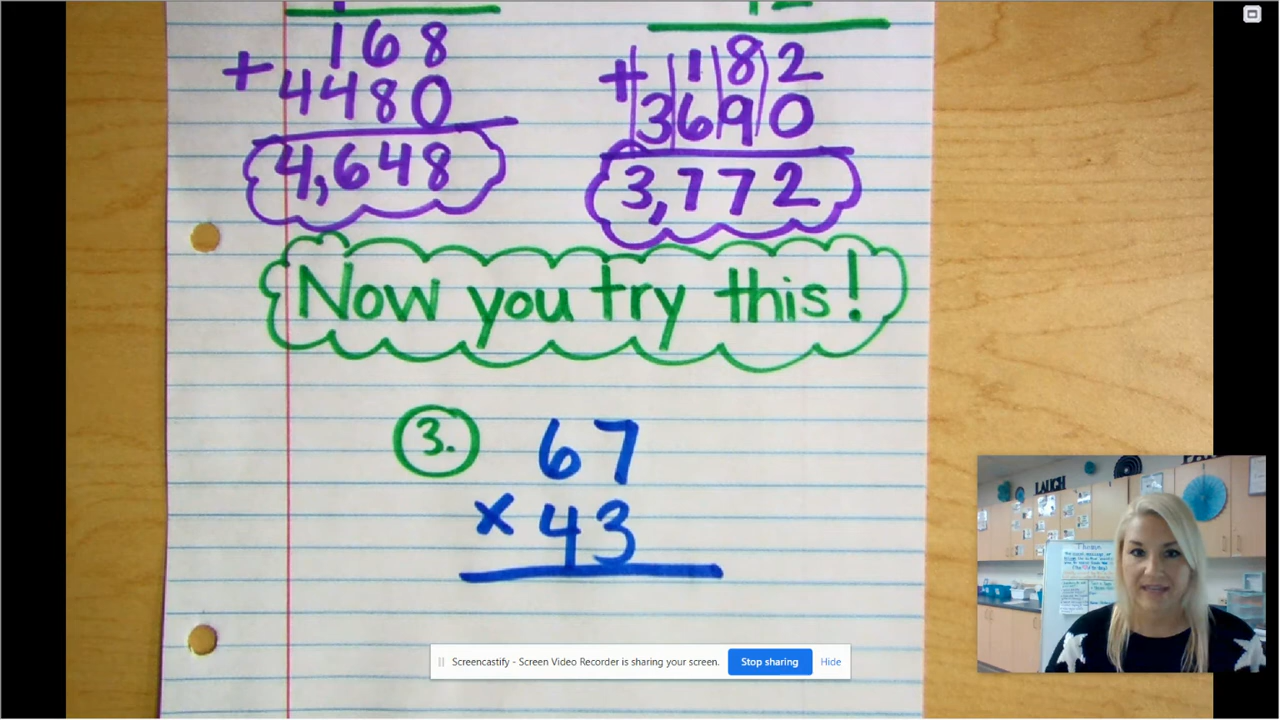 168
+ 4480
4,648
182
+ 3690
3,772
Now you try this!
3. 67
x 43
LAUGH
Screencastify - Screen Video Recorder is sharing your screen. Stop sharing Hide